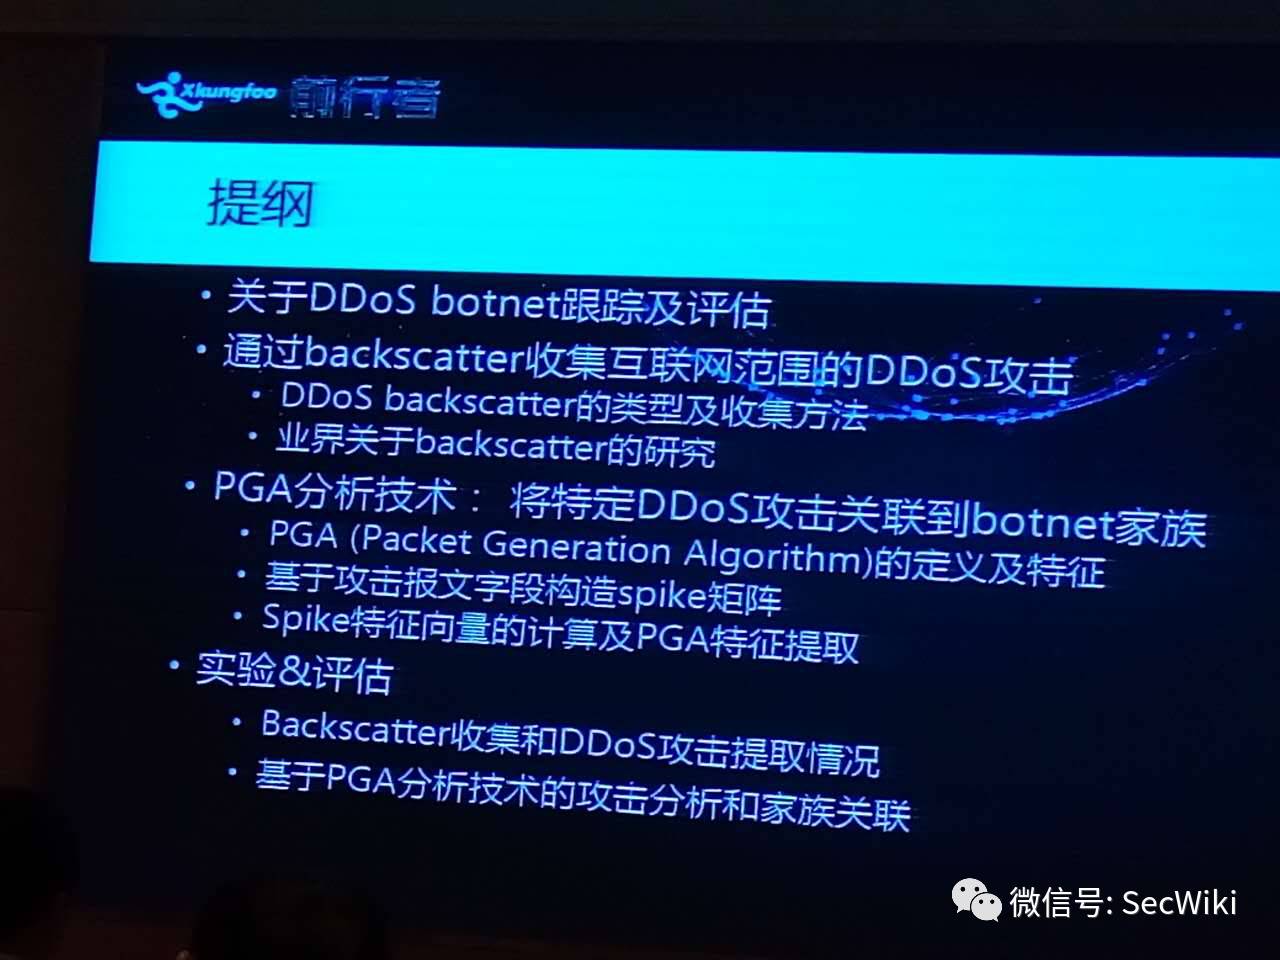 Xkungfoo 前行者
提纲
• 关于DDoS botnet跟踪及评估
• 通过backscatter收集互联网范围的DDoS攻击
• DDoS backscatter的类型及收集方法
• 业界关于backscatter的研究
• PGA分析技术： 将特定DDoS攻击关联到botnet家族
• PGA (Packet Generation Algorithm)的定义及特征
• 基于攻击报文字段构造spike矩阵
• Spike特征向量的计算及PGA特征提取
• 实验&评估
• Backscatter收集和DDoS攻击提取情况
• 基于PGA分析技术的攻击分析和家族关联
微信号: SecWiki